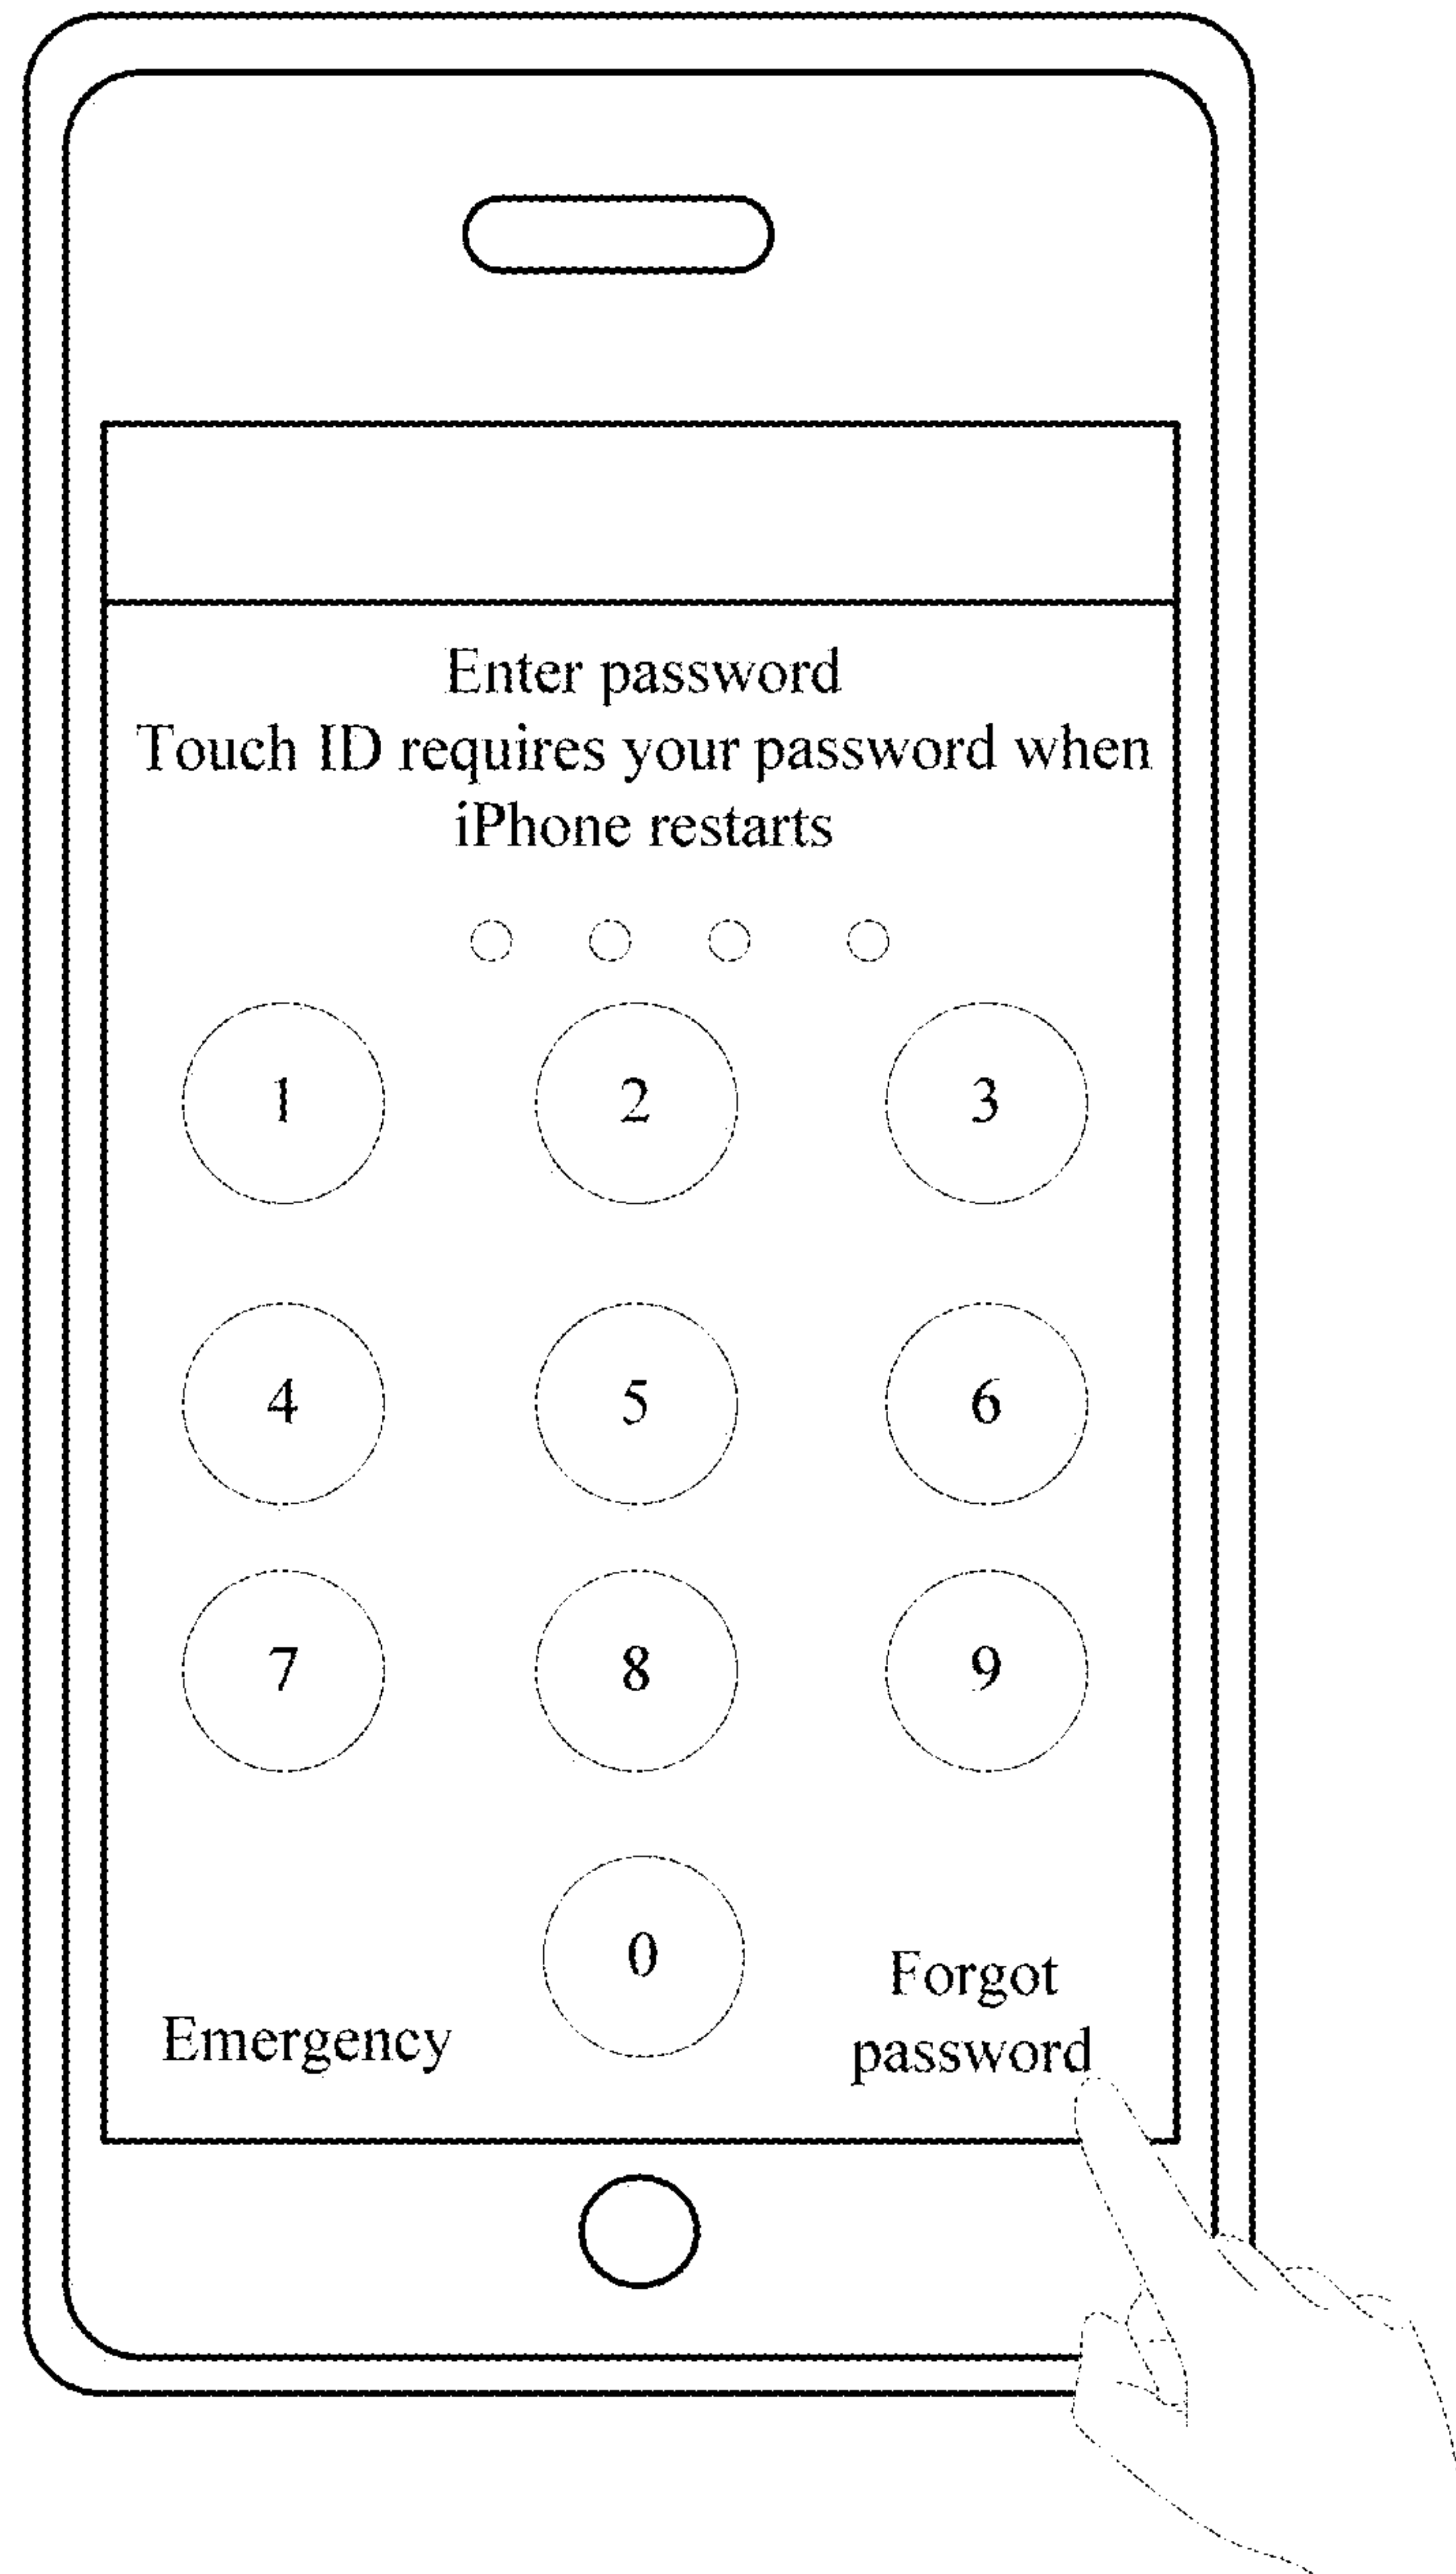 Enter password
Touch ID requires your password when
iPhone restarts
1 2 3
4 5 6
7 8 9
0
Emergency
Forgot
password